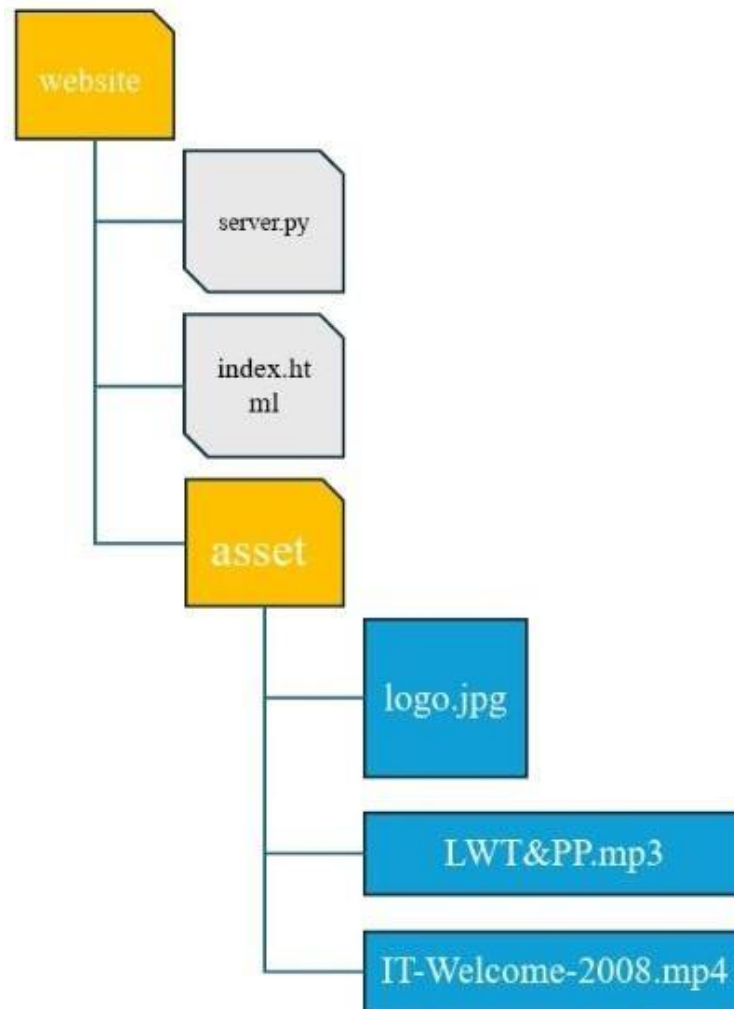 website
server.py
index.ht
ml
asset
logo.jpg
LWT&PP.mp3
IT-Welcome-2008.mp4